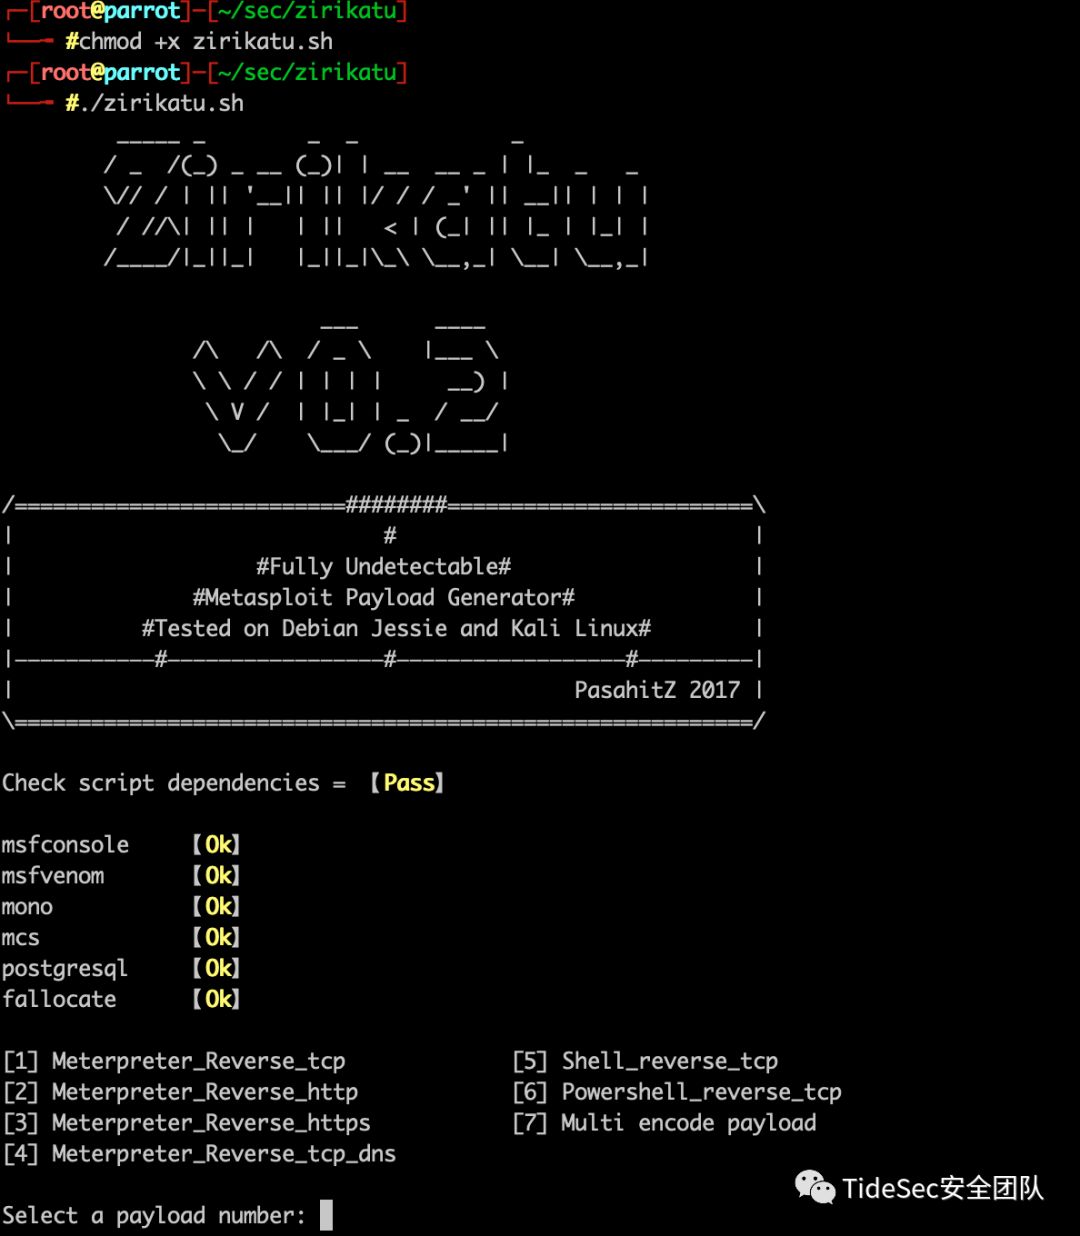 ┌─[root@parrot]─[~/sec/zirikatu]
└──╼ #chmod +x zirikatu.sh
┌─[root@parrot]─[~/sec/zirikatu]
└──╼ #./zirikatu.sh
Zirikatu
V0.2
/==========================########========================\
| # |
| #Fully Undetectable# |
| #Metasploit Payload Generator# |
| #Tested on Debian Jessie and Kali Linux# |
|------------#-----------------#------------------#---------|
| PasahitZ 2017 |
\==========================================================/
Check script dependencies = 【Pass】
msfconsole 【Ok】
msfvenom 【Ok】
mono 【Ok】
mcs 【Ok】
postgresql 【Ok】
fallocate 【Ok】
[1] Meterpreter_Reverse_tcp [5] Shell_reverse_tcp
[2] Meterpreter_Reverse_http [6] Powershell_reverse_tcp
[3] Meterpreter_Reverse_https [7] Multi encode payload
[4] Meterpreter_Reverse_tcp_dns
TideSec安全团队
Select a payload number: